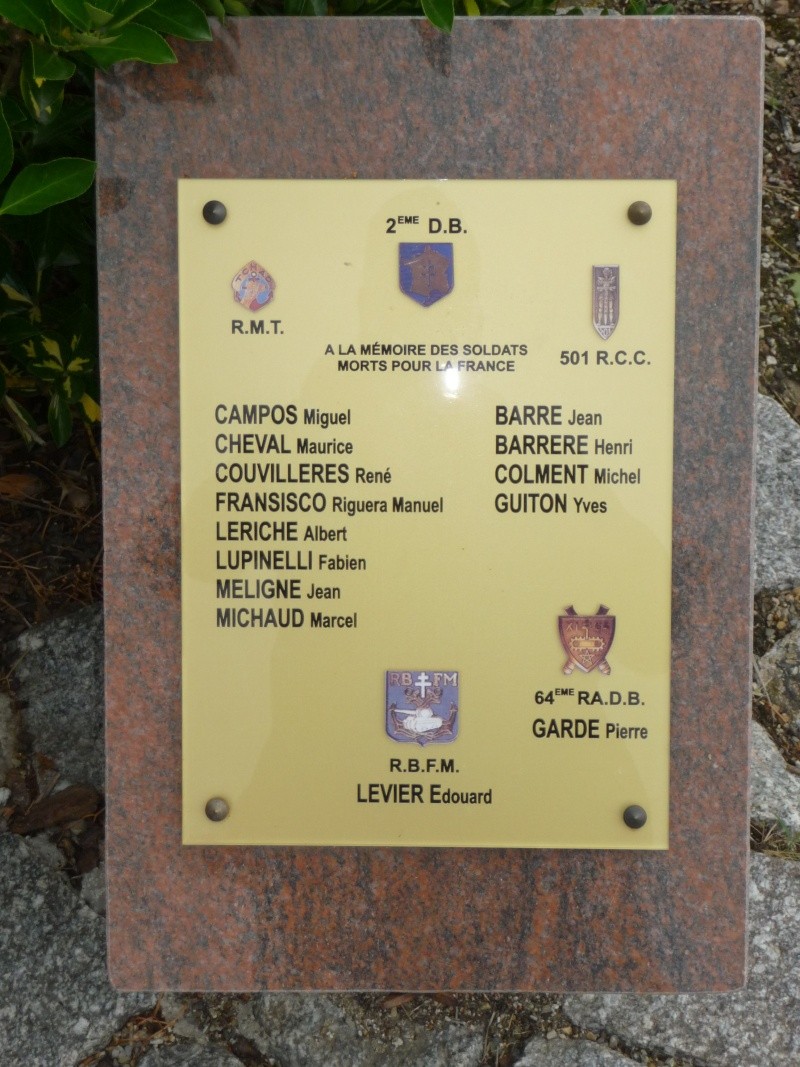 2EME D.B.
TCHAD
R.M.T.
501 R.C.C.
A LA MÉMOIRE DES SOLDATS
MORTS POUR LA FRANCE
CAMPOS Miguel
CHEVAL Maurice
COUVILLERES René
FRANSISCO Riguera Manuel
LERICHE Albert
LUPINELLI Fabien
MELIGNE Jean
MICHAUD Marcel
BARRE Jean
BARRERE Henri
COLMENT Michel
GUITON Yves
64EME RA.D.B.
GARDE Pierre
RB FM
R.B.F.M.
LEVIER Edouard